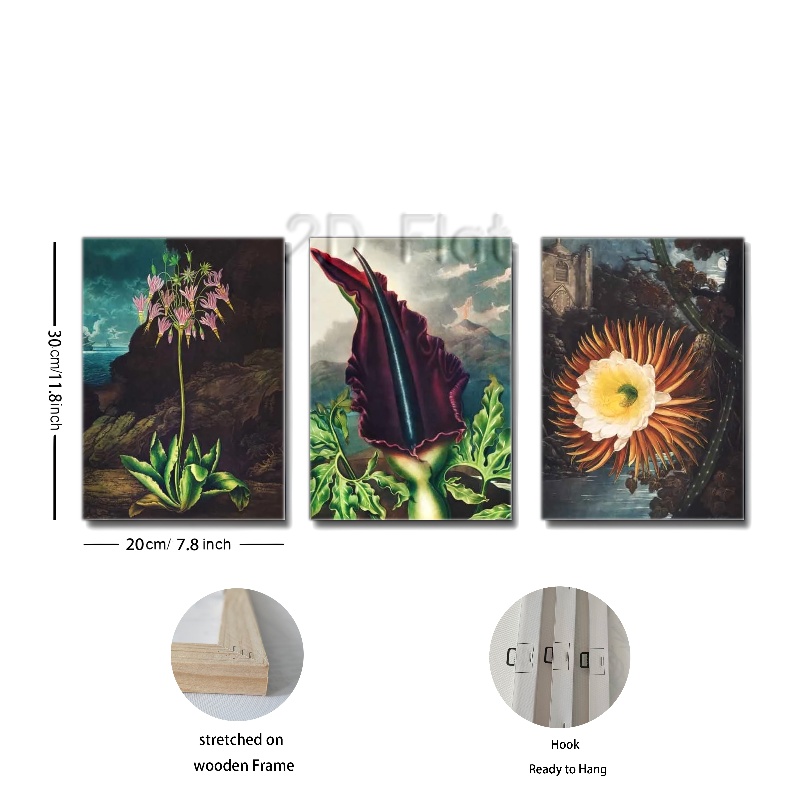 2D Flat
30cm/11.8inch
20cm/ 7.8 inch
stretched on
wooden Frame
Hook
Ready to Hang